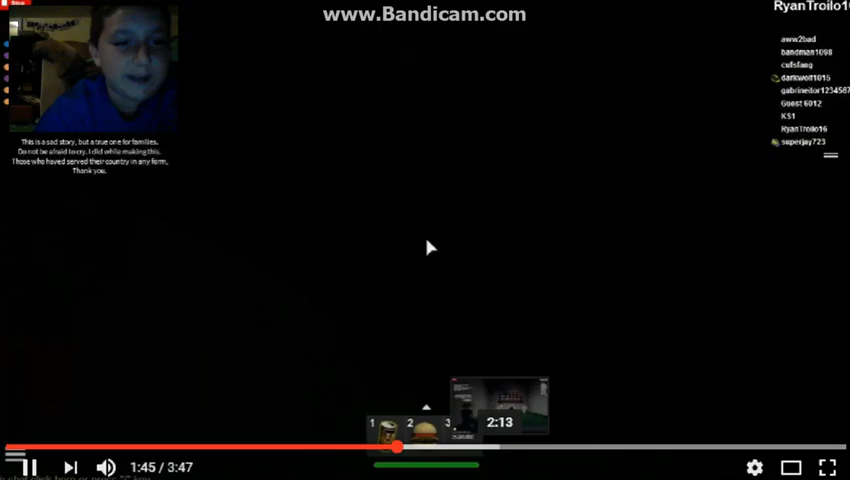 www.Bandicam.com
RyanTroilo1
aww2bad
bandman1098
cufsfang
darkwolf1015
gabrineitor1234567
Guest 6012
KS1
RyanTroilo16
superjay723
This is a sad story, but a true one for families.
Do not be afraid to cry. I did while making this.
Those who haved served their country in any form,
Thank you.
1
2
3
2:13
1:45 / 3:47